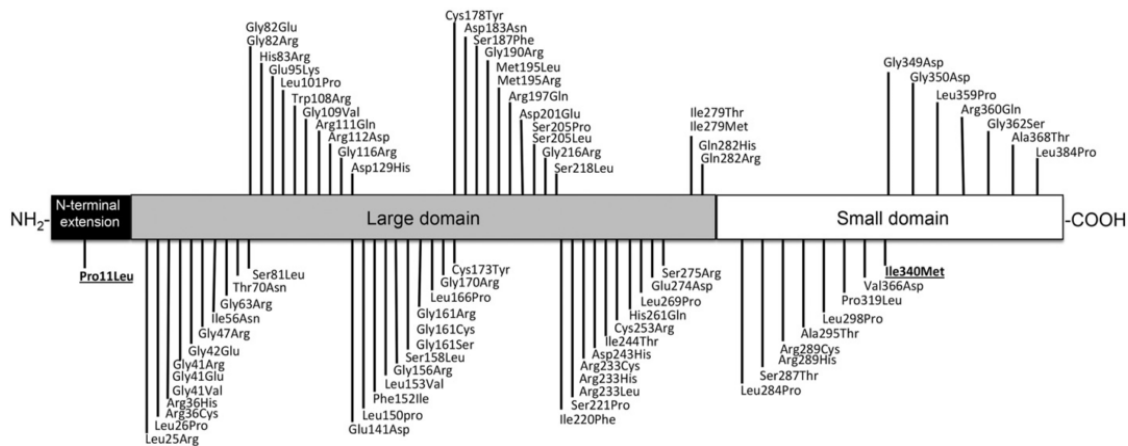 Gly82Glu
Gly82Arg
His83Arg
Glu95Lys
Leu101Pro
Trp108Arg
Gly109Val
Arg111Gln
Arg112Asp
Gly116Arg
Asp129His
Cys178Tyr
Asp183Asn
Ser187Phe
Gly190Arg
Met195Leu
Met195Arg
Arg197Gln
Asp201Glu
Ser205Pro
Ser205Leu
Gly216Arg
Ser218Leu
Ile279Thr
Ile279Met
Gln282His
Gln282Arg
Gly349Asp
Gly350Asp
Leu359Pro
Arg360Gln
Gly362Ser
Ala368Thr
Leu384Pro
NH2-
N-terminal
extension
Large domain
Small domain
-COOH
Pro11Leu
Ser81Leu
Thr70Asn
Gly63Arg
Ile56Asn
Gly47Arg
Gly42Glu
Gly41Arg
Gly41Glu
Gly41Val
Arg36His
Arg36Cys
Leu26Pro
Leu25Arg
Cys173Tyr
Gly170Arg
Leu166Pro
Gly161Arg
Gly161Cys
Gly161Ser
Ser158Leu
Gly156Arg
Leu153Val
Phe152Ile
Leu150pro
Glu141Asp
Ser275Arg
Glu274Asp
Leu269Pro
His261Gln
Cys253Arg
Ile244Thr
Asp243His
Arg233Cys
Arg233His
Arg233Leu
Ser221Pro
Ile220Phe
Ile340Met
Val366Asp
Pro319Leu
Leu298Pro
Ala295Thr
Arg289Cys
Arg289His
Ser287Thr
Leu284Pro